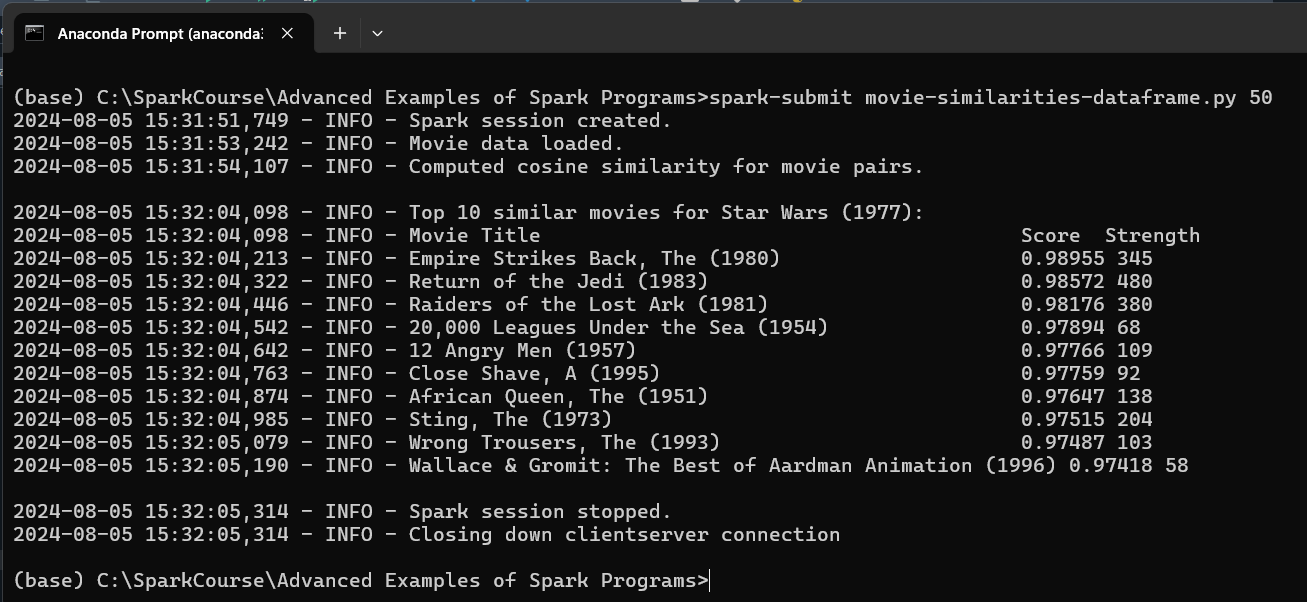 Anaconda Prompt (anaconda:
(base) C:\SparkCourse\Advanced Examples of Spark Programs>spark-submit movie-similarities-dataframe.py 50
2024-08-05 15:31:51,749 - INFO - Spark session created.
2024-08-05 15:31:53,242 - INFO - Movie data loaded.
2024-08-05 15:31:54,107 - INFO - Computed cosine similarity for movie pairs.
2024-08-05 15:32:04,098 - INFO - Top 10 similar movies for Star Wars (1977):
2024-08-05 15:32:04,098 - INFO - Movie Title Score Strength
2024-08-05 15:32:04,213 - INFO - Empire Strikes Back, The (1980) 0.98955 345
2024-08-05 15:32:04,322 - INFO - Return of the Jedi (1983) 0.98572 480
2024-08-05 15:32:04,446 - INFO - Raiders of the Lost Ark (1981) 0.98176 380
2024-08-05 15:32:04,542 - INFO - 20,000 Leagues Under the Sea (1954) 0.97894 68
2024-08-05 15:32:04,642 - INFO - 12 Angry Men (1957) 0.97766 109
2024-08-05 15:32:04,763 - INFO - Close Shave, A (1995) 0.97759 92
2024-08-05 15:32:04,874 - INFO - African Queen, The (1951) 0.97647 138
2024-08-05 15:32:04,985 - INFO - Sting, The (1973) 0.97515 204
2024-08-05 15:32:05,079 - INFO - Wrong Trousers, The (1993) 0.97487 103
2024-08-05 15:32:05,190 - INFO - Wallace & Gromit: The Best of Aardman Animation (1996) 0.97418 58
2024-08-05 15:32:05,314 - INFO - Spark session stopped.
2024-08-05 15:32:05,314 - INFO - Closing down clientserver connection
(base) C:\SparkCourse\Advanced Examples of Spark Programs>